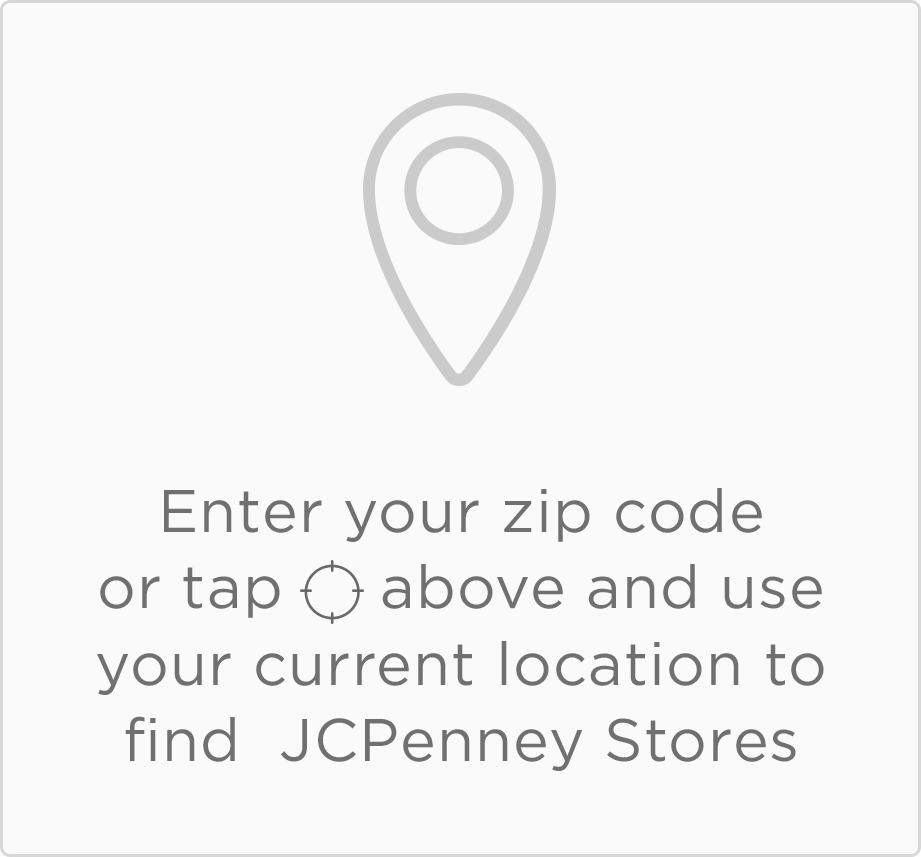 Enter your zip code
or tap above and use
your current location to
find JCPenney Stores